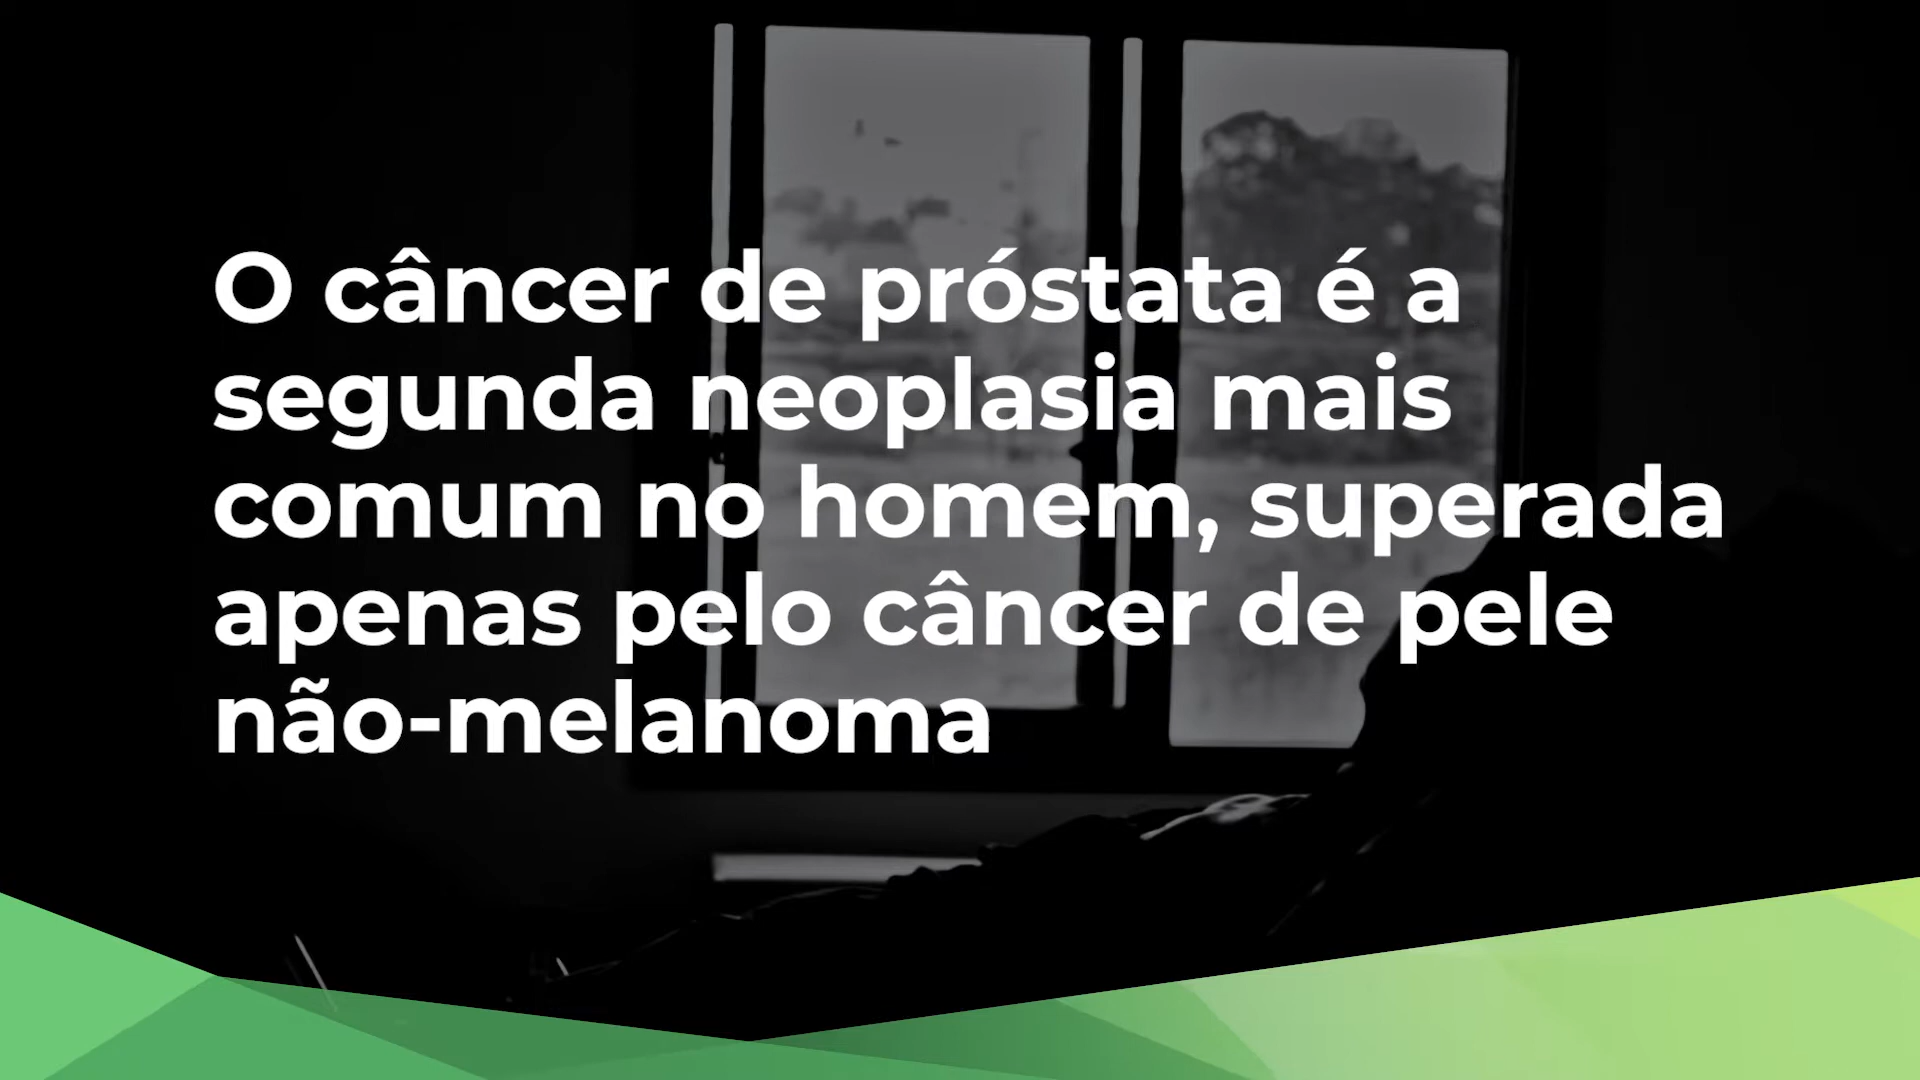 O câncer de próstata é a
segunda neoplasia mais
comum no homem, superada
apenas pelo câncer de pele
não-melanoma